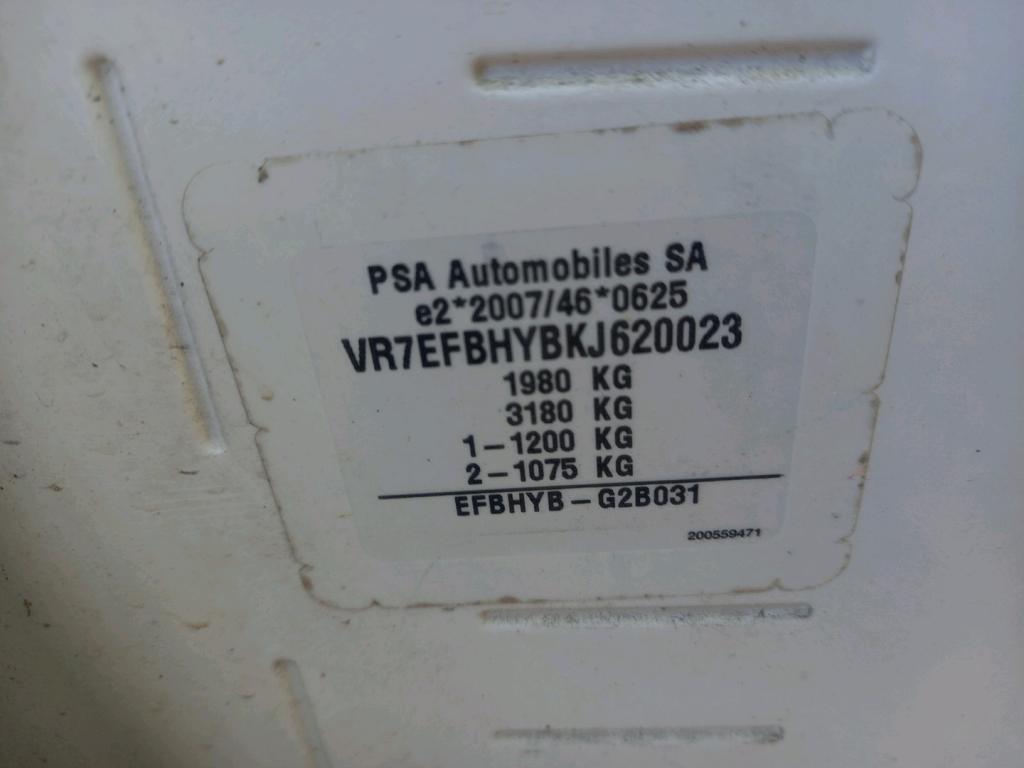 PSA Automobiles SA
e2*2007/46*0625
VR7EFBHYBKJ620023
1980 KG
3180 KG
1-1200 KG
2-1075 KG
EFBHYB-G2B031
200559471